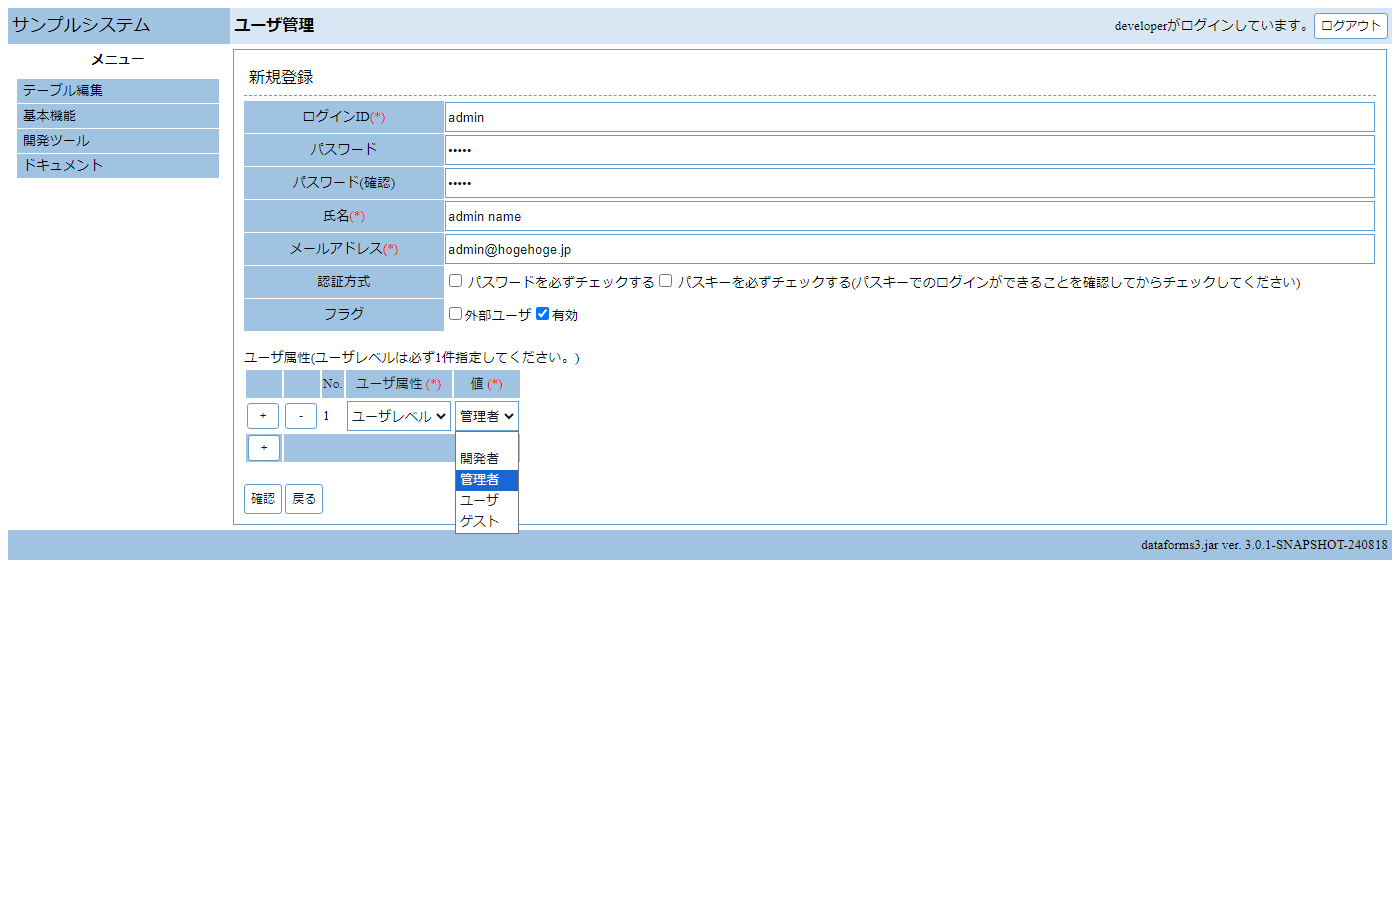 サンプルシステム
ユーザ管理
developerがログインしています。 ログアウト
メニュー
テーブル編集
基本機能
開発ツール
ドキュメント
新規登録
ログインID(*) admin
パスワード •••••
パスワード(確認) •••••
氏名(*) admin name
メールアドレス(*) admin@hogehoge.jp
認証方式 パスワードを必ずチェックする パスキーを必ずチェックする(パスキーでのログインができることを確認してからチェックしてください)
フラグ 外部ユーザ 有効
ユーザ属性(ユーザレベルは必ず1件指定してください。)
No. ユーザ属性 (*) 値 (*)
+ - 1 ユーザレベル 管理者
+
開発者
管理者
ユーザ
ゲスト
確認 戻る
dataforms3.jar ver. 3.0.1-SNAPSHOT-240818